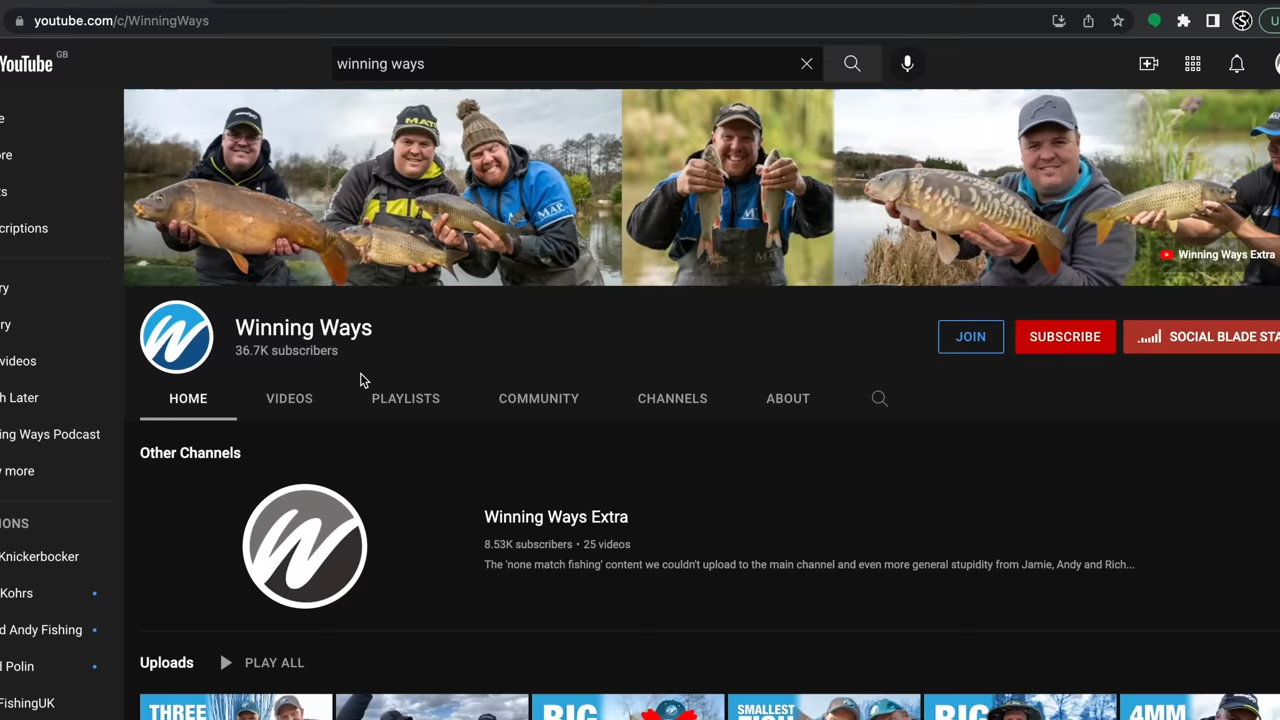 youtube.com/c/WinningWays
YouTube GB
winning ways
MAP
Winning Ways Extra
Winning Ways
36.7K subscribers
JOIN
SUBSCRIBE
SOCIAL BLADE STA
HOME
VIDEOS
PLAYLISTS
COMMUNITY
CHANNELS
ABOUT
criptions
videos
h Later
ing Ways Podcast
more
IONS
Knickerbocker
Kohrs
d Andy Fishing
d Polin
FishingUK
Other Channels
Winning Ways Extra
8.53K subscribers • 25 videos
The 'none match fishing' content we couldn't upload to the main channel and even more general stupidity from Jamie, Andy and Rich...
Uploads
PLAY ALL
THREE
BIG
SMALLEST
BIG
4MM